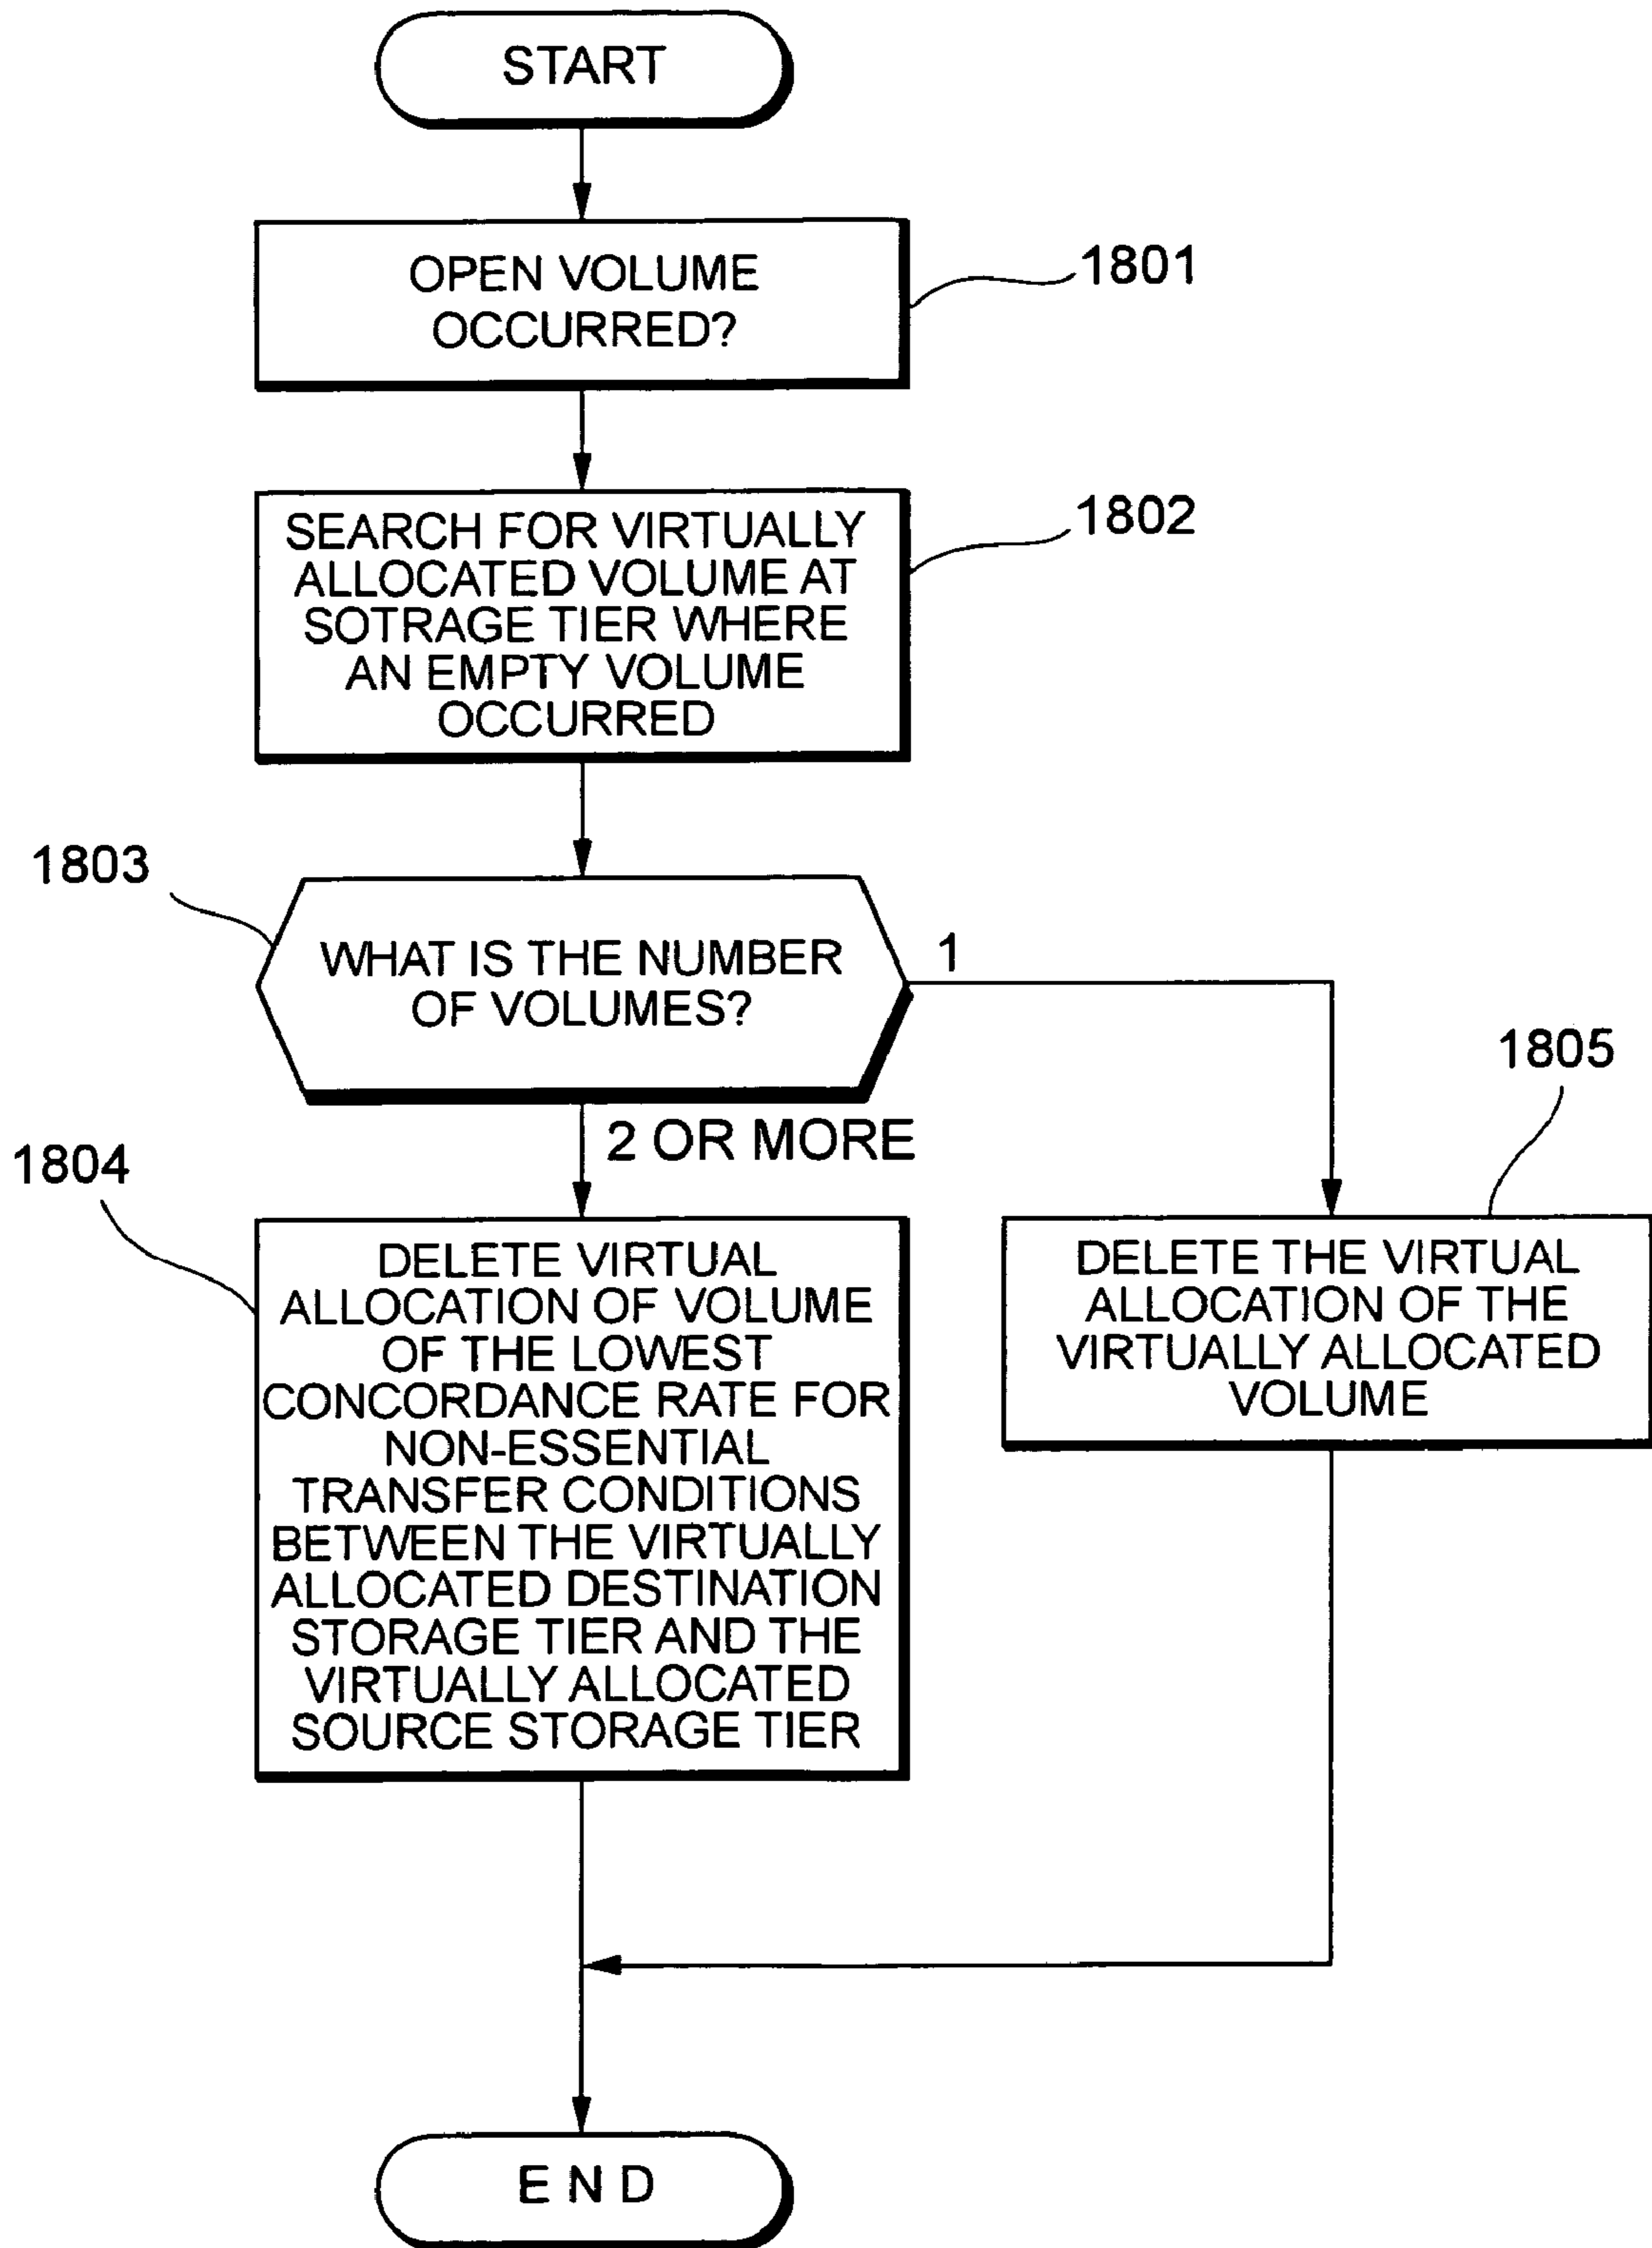 START
OPEN VOLUME
OCCURRED?
1801
SEARCH FOR VIRTUALLY
ALLOCATED VOLUME AT
SOTRAGE TIER WHERE
AN EMPTY VOLUME
OCCURRED
1802
1803
WHAT IS THE NUMBER
OF VOLUMES?
1
2 OR MORE
1804
DELETE VIRTUAL
ALLOCATION OF VOLUME
OF THE LOWEST
CONCORDANCE RATE FOR
NON-ESSENTIAL
TRANSFER CONDITIONS
BETWEEN THE VIRTUALLY
ALLOCATED DESTINATION
STORAGE TIER AND THE
VIRTUALLY ALLOCATED
SOURCE STORAGE TIER
1805
DELETE THE VIRTUAL
ALLOCATION OF THE
VIRTUALLY ALLOCATED
VOLUME
END